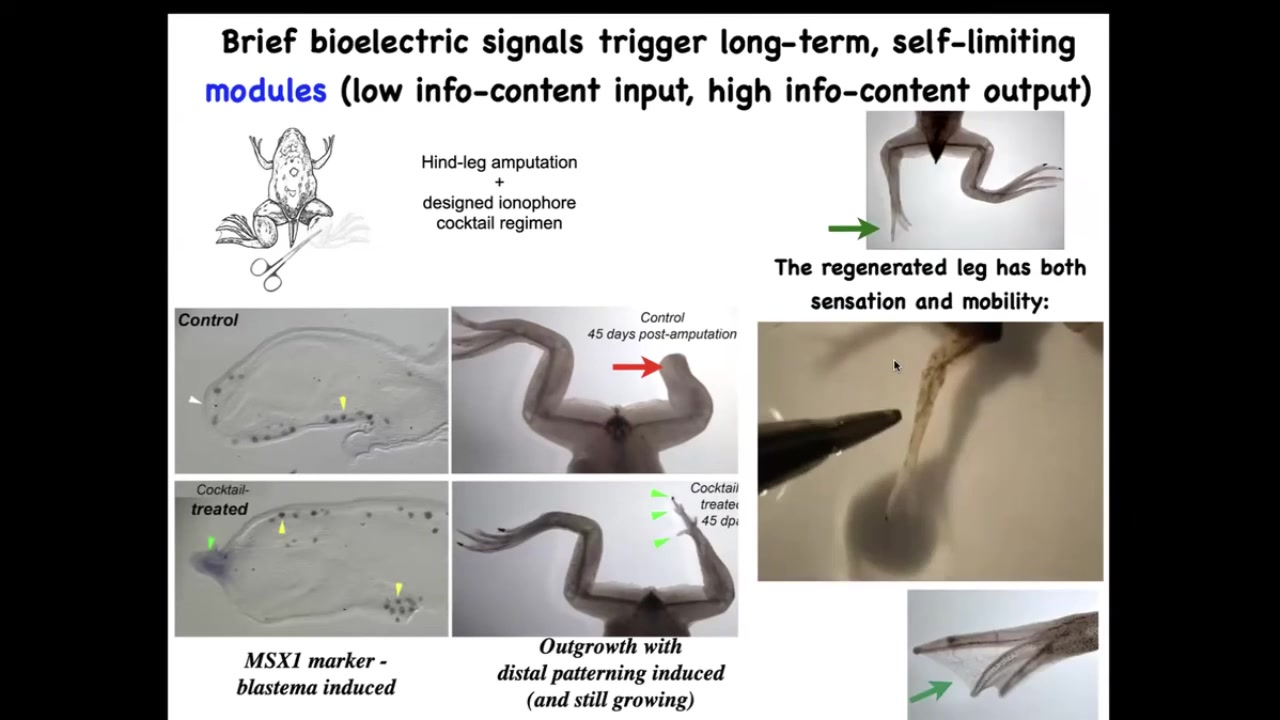 Brief bioelectric signals trigger long-term, self-limiting
modules (low info-content input, high info-content output)
Hind-leg amputation
+
designed ionophore
cocktail regimen
The regenerated leg has both
sensation and mobility:
Control
Control
45 days post-amputation
Cocktail-
treated
Cocktail
treated
45 dpa
MSX1 marker -
blastema induced
Outgrowth with
distal patterning induced
(and still growing)